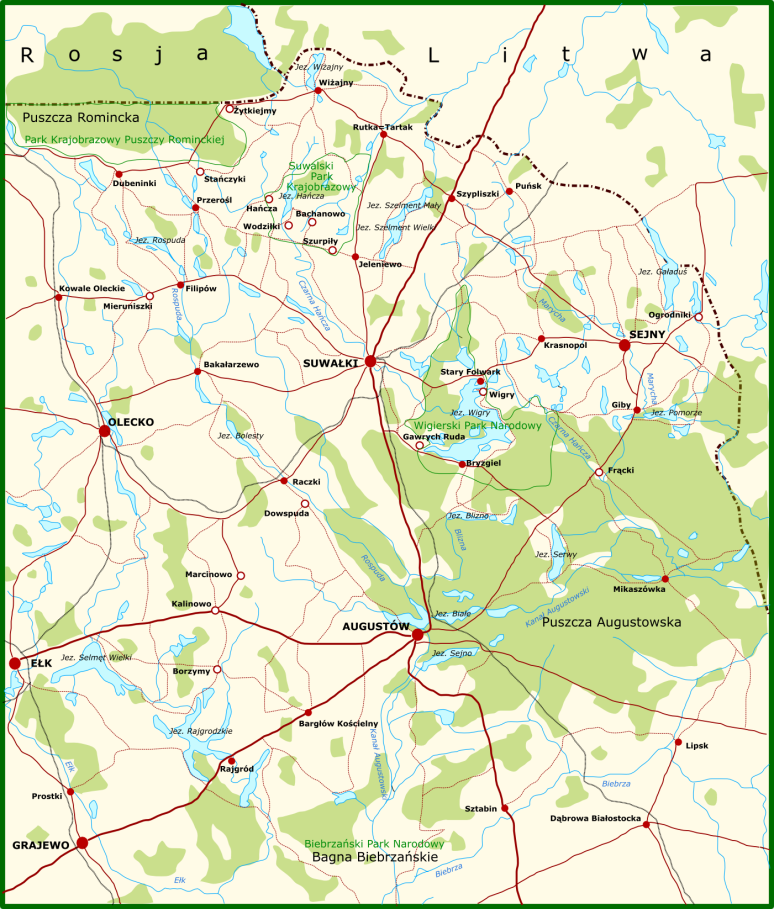 Rosja
Litwa
Jez. Wiżajny
Wiżajny
Żytkiejmy
Puszcza Romincka
Rutka-Tartak
Park Krajobrazowy Puszczy Rominckiej
Suwalski
Park
Krajobrazowy
Stańczyki
Dubeninki
Puńsk
Szypliszki
Jez. Hańcza
Przerośl
Hańcza
Jez. Szelment Mały
Bachanowo
Wodziłki
Jez. Szelment Wielki
Jez. Rospuda
Szurpiły
Jeleniewo
Jez. Gaładuś
Kowale Oleckie
Filipów
Mieruniszki
Rospuda
Czarna Hańcza
Marycha
Ogrodniki
SEJNY
Krasnopol
SUWAŁKI
Bakałarzewo
Stary Folwark
Wigry
Marycha
Giby
Jez. Pomorze
Jez. Wigry
OLECKO
Wigierski Park Narodowy
Czarna Hańcza
Jez. Bolesty
Gawrych Ruda
Bryzgiel
Frącki
Raczki
Dowspuda
Jez. Blizno
Blizna
Jez. Serwy
Rospuda
Marcinowo
Mikaszówka
Kalinowo
Kanał Augustowski
Jez. Białe
AUGUSTÓW
Puszcza Augustowska
Jez. Selmęt Wielki
EŁK
Jez. Sejno
Borzymy
Bargłów Kościelny
Jez. Rajgrodzkie
Kanał Augustowski
Lipsk
Ełk
Rajgród
Biebrza
Prostki
Sztabin
Dąbrowa Białostocka
GRAJEWO
Biebrzański Park Narodowy
Bagna Biebrzańskie
Biebrza
Ełk